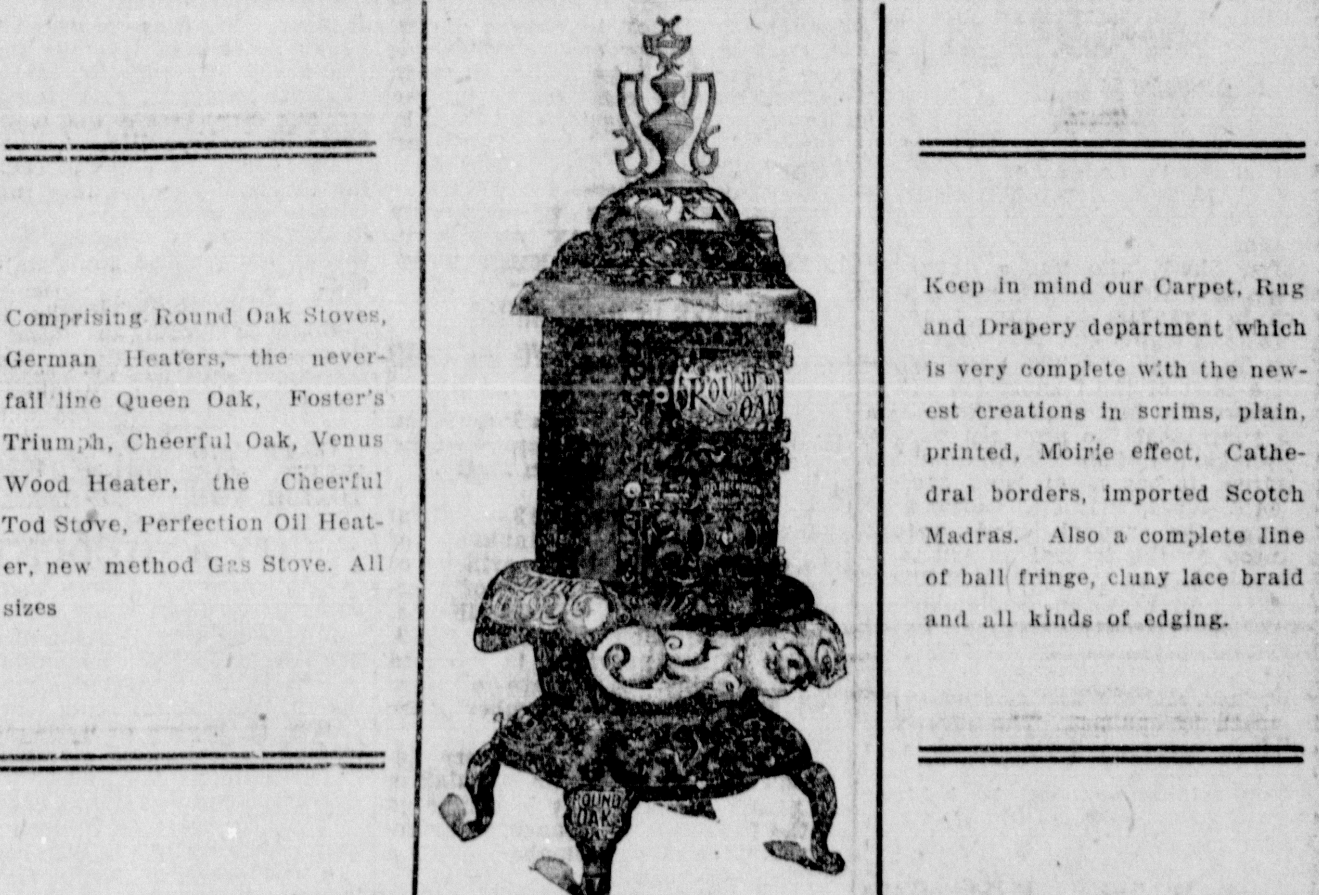 Comprising Round Oak Stoves,
German Heaters, the never-
fail line Queen Oak, Foster's
Triumph, Cheerful Oak, Venus
Wood Heater, the Cheerful
Tod Stove, Perfection Oil Heat-
er, new method Gas Stove. All
sizes
ROUND
OAK
ROUND
OAK
Keep in mind our Carpet, Rug
and Drapery department which
is very complete with the new-
est creations in scrims, plain,
printed, Moirie effect, Cathe-
dral borders, imported Scotch
Madras. Also a complete line
of ball fringe, cluny lace braid
and all kinds of edging.